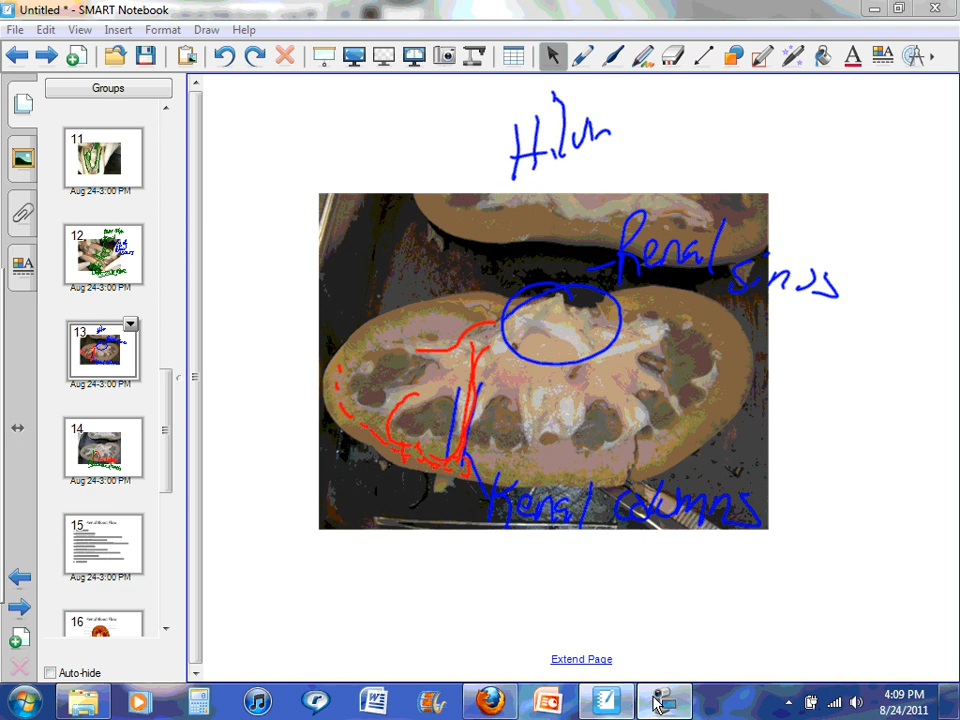 Untitled * - SMART Notebook
File Edit View Insert Format Draw Help
Groups
11
Aug 24-3:00 PM
12
Aug 24-3:00 PM
13
Aug 24-3:00 PM
14
Aug 24-3:00 PM
15
Aug 24-3:00 PM
16
Auto-hide
Hilum
Renal
sinus
Renal columns
Extend Page
4:09 PM
8/24/2011